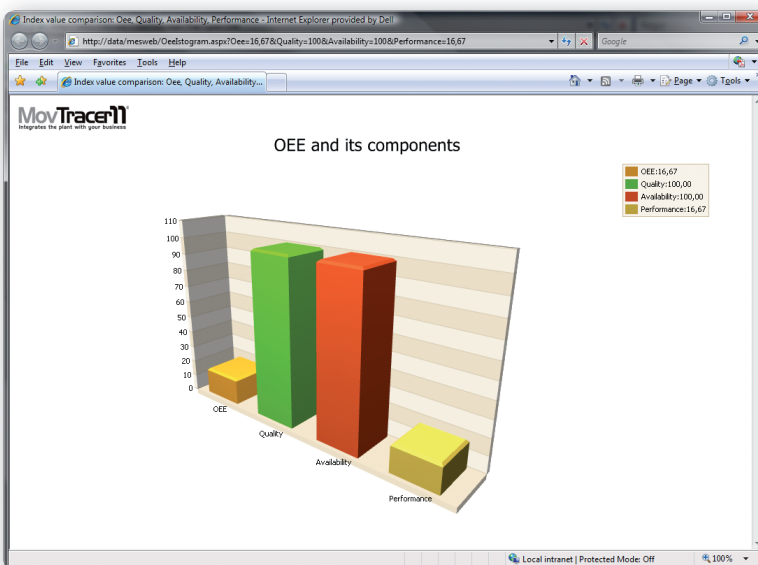 Index value comparison: Oee, Quality, Availability, Performance - Internet Explorer provided by Dell
http://data/mesweb/OeeIstogram.aspx?Oee=16,67&Quality=100&Availability=100&Performance=16,67
Google
File Edit View Favorites Tools Help
Index value comparison: Oee, Quality, Availability...
Page Tools
MovTracer11
Integrates the plant with your business
OEE and its components
OEE:16,67
Quality:100,00
Availability:100,00
Performance:16,67
110
100
90
80
70
60
50
40
30
20
10
0
OEE
Quality
Availability
Performance
Local intranet | Protected Mode: Off
100%